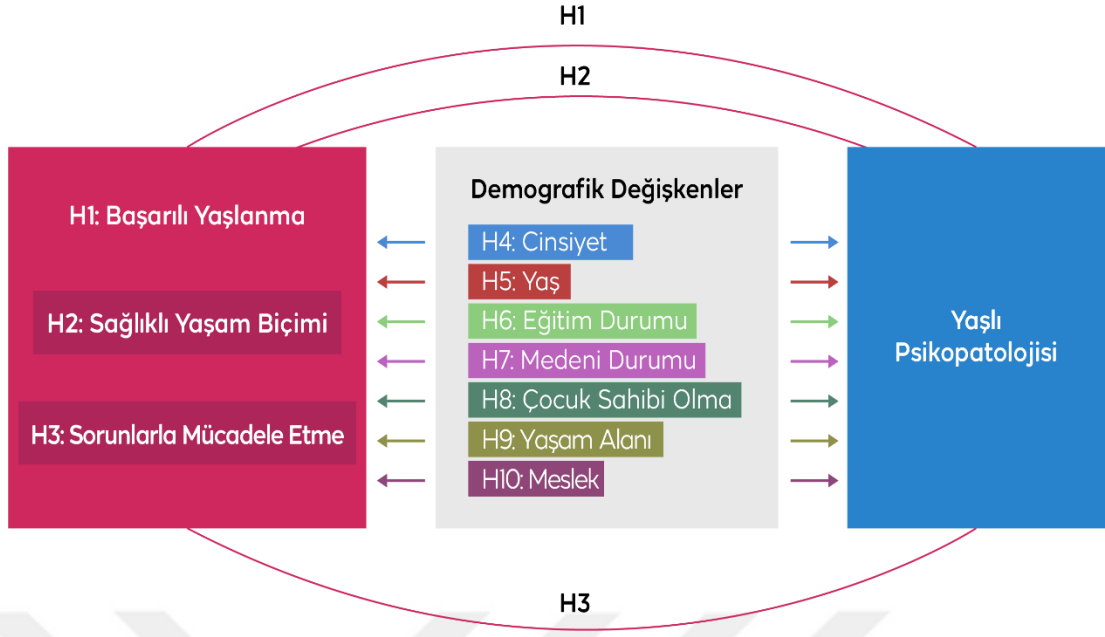 H1
H2
H1: Başarılı Yaşlanma
H2: Sağlıklı Yaşam Biçimi
H3: Sorunlarla Mücadele Etme
Demografik Değişkenler
H4: Cinsiyet
H5: Yaş
H6: Eğitim Durumu
H7: Medeni Durumu
H8: Çocuk Sahibi Olma
H9: Yaşam Alanı
H10: Meslek
Yaşlı
Psikopatolojisi
H3